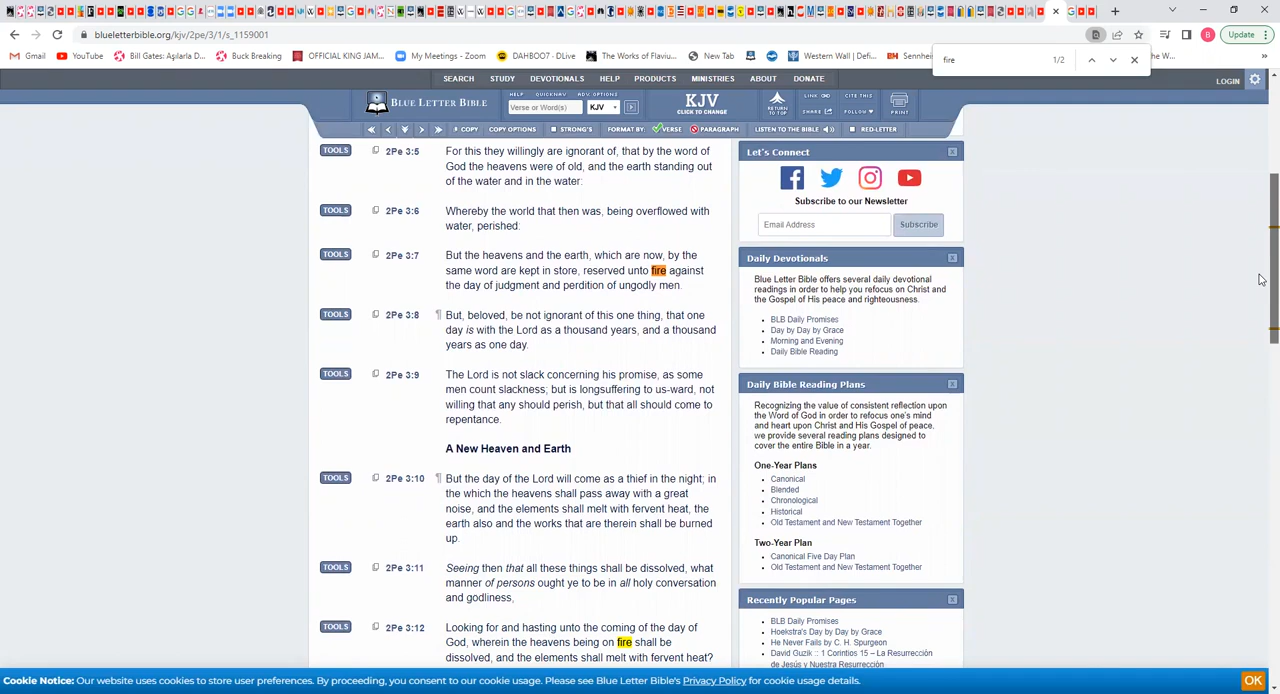 Update
blueletterbible.org/kjv/2pe/3/1/s_1159001
fire
1/2
Gmail
YouTube
Bill Gates: Aşılarla D...
Buck Breaking
OFFICIAL KING JAM...
My Meetings - Zoom
DAHBOO7 - DLive
The Works of Flaviu...
New Tab
Western Wall | Defi...
Sennhei
SEARCH STUDY DEVOTIONALS HELP PRODUCTS MINISTRIES ABOUT DONATE
LOGIN
BLUE LETTER BIBLE
HELP QUICKNAV ADV. OPTIONS
Verse or Word(s)
KJV
KJV
CLICK TO CHANGE
RETURN TO TOP
LINK
CITE THIS
SHARE
FOLLOW
PRINT
COPY COPY OPTIONS STRONG'S FORMAT BY VERSE PARAGRAPH LISTEN TO THE BIBLE RED-LETTER
TOOLS 2Pe 3:5 For this they willingly are ignorant of, that by the word of
God the heavens were of old, and the earth standing out
of the water and in the water:
TOOLS 2Pe 3:6 Whereby the world that then was, being overflowed with
water, perished:
TOOLS 2Pe 3:7 But the heavens and the earth, which are now, by the
same word are kept in store, reserved unto fire against
the day of judgment and perdition of ungodly men.
TOOLS 2Pe 3:8 ¶ But, beloved, be not ignorant of this one thing, that one
day is with the Lord as a thousand years, and a thousand
years as one day.
TOOLS 2Pe 3:9 The Lord is not slack concerning his promise, as some
men count slackness; but is longsuffering to us-ward, not
willing that any should perish, but that all should come to
repentance.
A New Heaven and Earth
TOOLS 2Pe 3:10 ¶ But the day of the Lord will come as a thief in the night; in
the which the heavens shall pass away with a great
noise, and the elements shall melt with fervent heat, the
earth also and the works that are therein shall be burned
up.
TOOLS 2Pe 3:11 Seeing then that all these things shall be dissolved, what
manner of persons ought ye to be in all holy conversation
and godliness,
TOOLS 2Pe 3:12 Looking for and hasting unto the coming of the day of
God, wherein the heavens being on fire shall be
dissolved, and the elements shall melt with fervent heat?
Let's Connect
Subscribe to our Newsletter
Email Address
Subscribe
Daily Devotionals
Blue Letter Bible offers several daily devotional
readings in order to help you refocus on Christ and
the Gospel of His peace and righteousness.
BLB Daily Promises
Day by Day by Grace
Morning and Evening
Daily Bible Reading
Daily Bible Reading Plans
Recognizing the value of consistent reflection upon
the Word of God in order to refocus one's mind
and heart upon Christ and His Gospel of peace.
we provide several reading plans designed to
cover the entire Bible in a year.
One-Year Plans
Canonical
Blended
Chronological
Historical
Old Testament and New Testament Together
Two-Year Plan
Canonical Five Day Plan
Old Testament and New Testament Together
Recently Popular Pages
BLB Daily Promises
Hoekstra's Day by Day by Grace
He Never Fails by C. H. Spurgeon
David Guzik :: 1 Corintios 15 – La Resurrección
de Jesús y Nuestra Resurrección
Cookie Notice: Our website uses cookies to store user preferences. By proceeding, you consent to our cookie usage. Please see Blue Letter Bible's Privacy Policy for cookie usage details.
OK